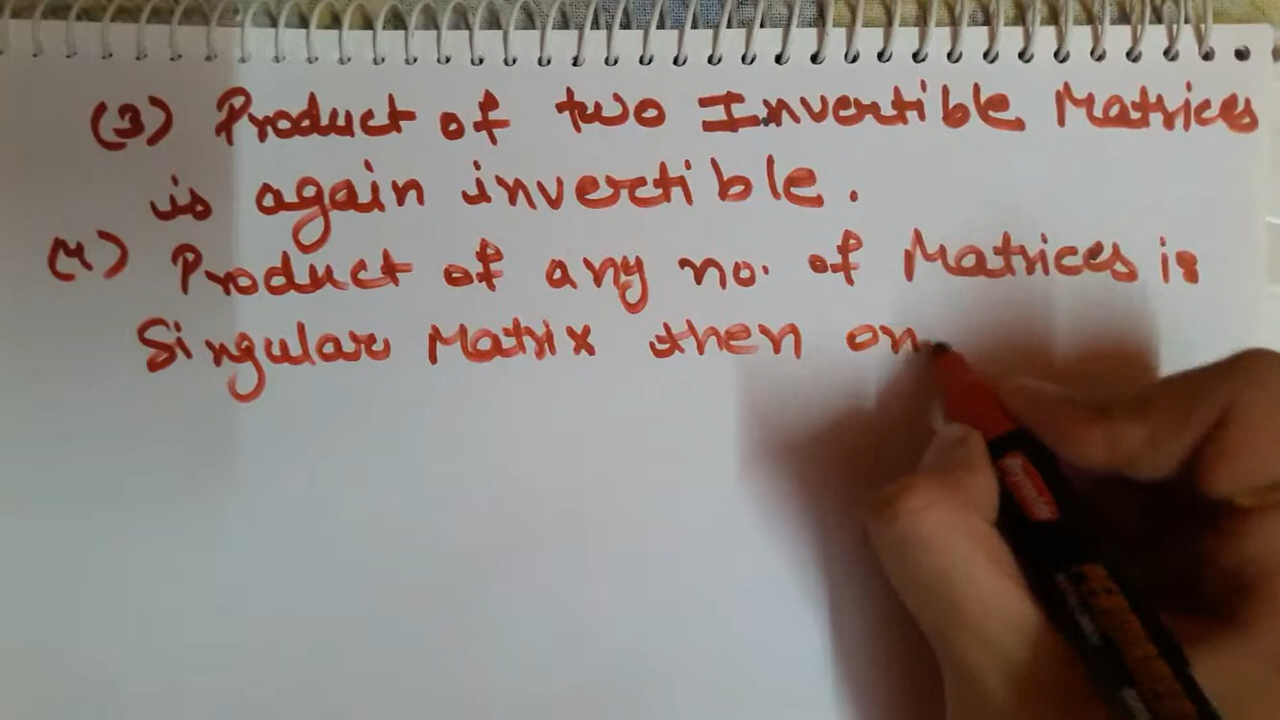 (3) Product of two Invertible Matrices
is again invertible.
(4) Product of any no. of Matrices is
Singular Matrix then on